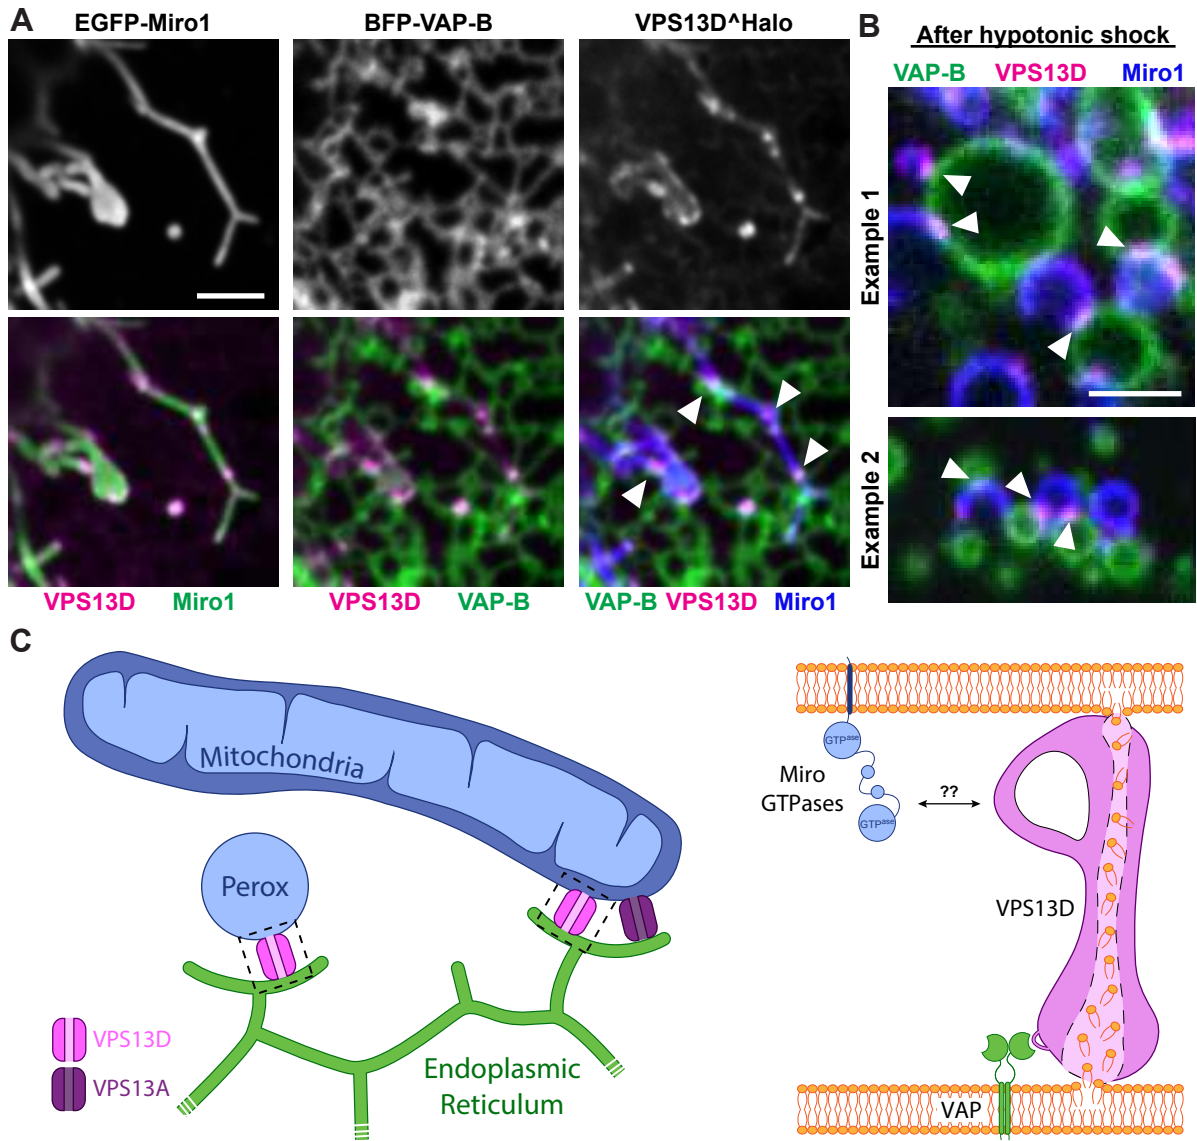 A
EGFP-Miro1
BFP-VAP-B
VPS13D^Halo
VPS13D Miro1
VPS13D VAP-B
VAP-B VPS13D Miro1
B
After hypotonic shock
VAP-B VPS13D Miro1
Example 1
Example 2
C
Mitochondria
Perox
VPS13D
VPS13A
Endoplasmic
Reticulum
GTPase
Miro
GTPases
GTPase
??
VPS13D
VAP